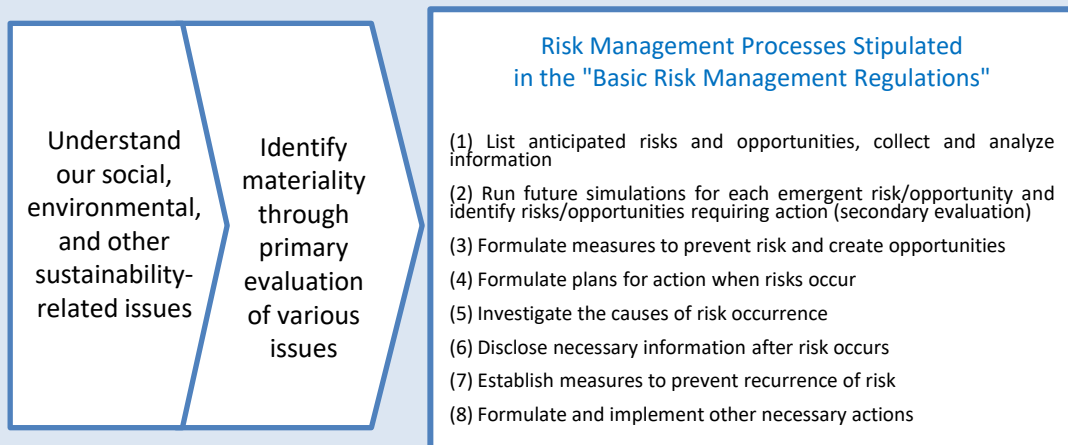 Understand
our social,
environmental,
and other
sustainability-
related issues
Identify
materiality
through
primary
evaluation
of various
issues
Risk Management Processes Stipulated
in the "Basic Risk Management Regulations"
(1) List anticipated risks and opportunities, collect and analyze
information
(2) Run future simulations for each emergent risk/opportunity and
identify risks/opportunities requiring action (secondary evaluation)
(3) Formulate measures to prevent risk and create opportunities
(4) Formulate plans for action when risks occur
(5) Investigate the causes of risk occurrence
(6) Disclose necessary information after risk occurs
(7) Establish measures to prevent recurrence of risk
(8) Formulate and implement other necessary actions